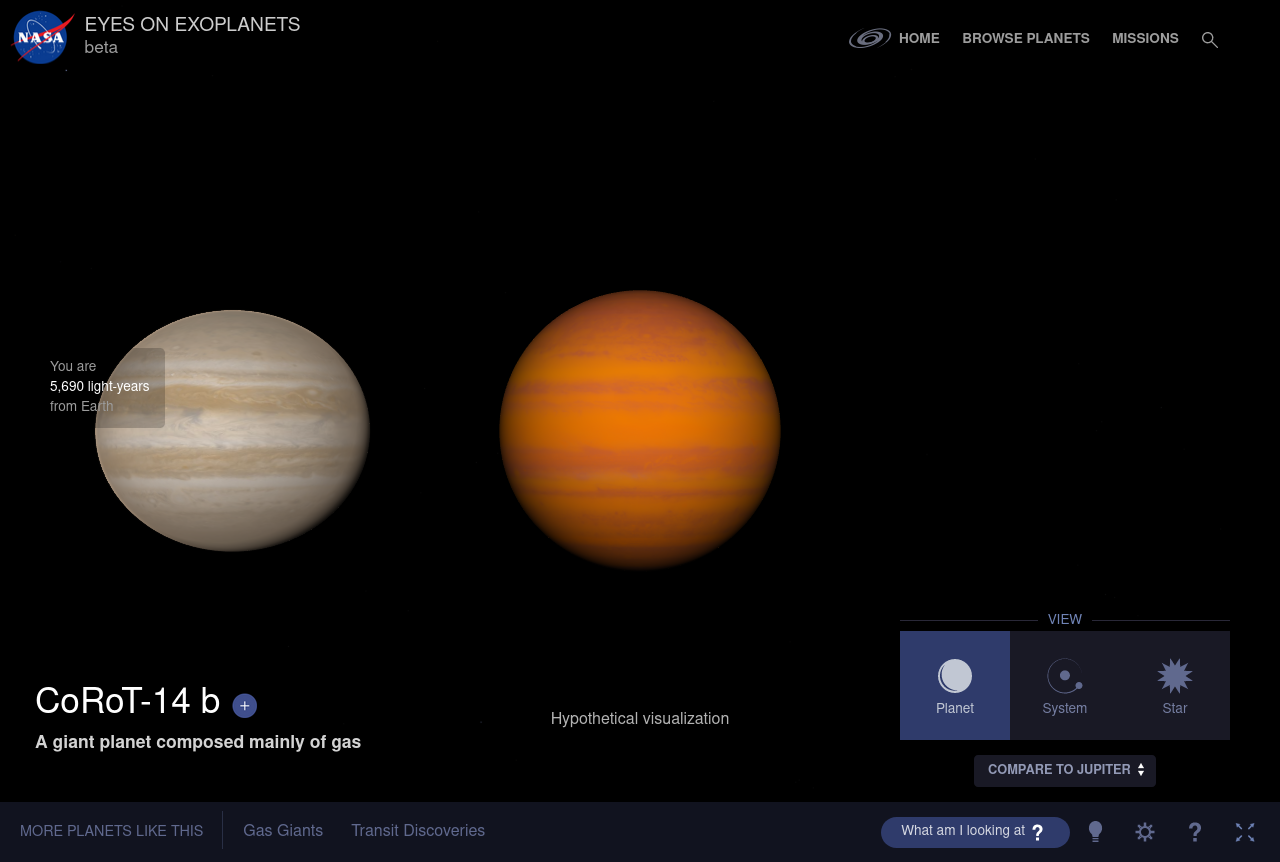 NASA
EYES ON EXOPLANETS
beta
HOME
BROWSE PLANETS
MISSIONS
You are
5,690 light-years
from Earth
VIEW
Planet
System
Star
CoRoT-14 b +
A giant planet composed mainly of gas
Hypothetical visualization
COMPARE TO JUPITER
MORE PLANETS LIKE THIS
Gas Giants
Transit Discoveries
What am I looking at ?
?